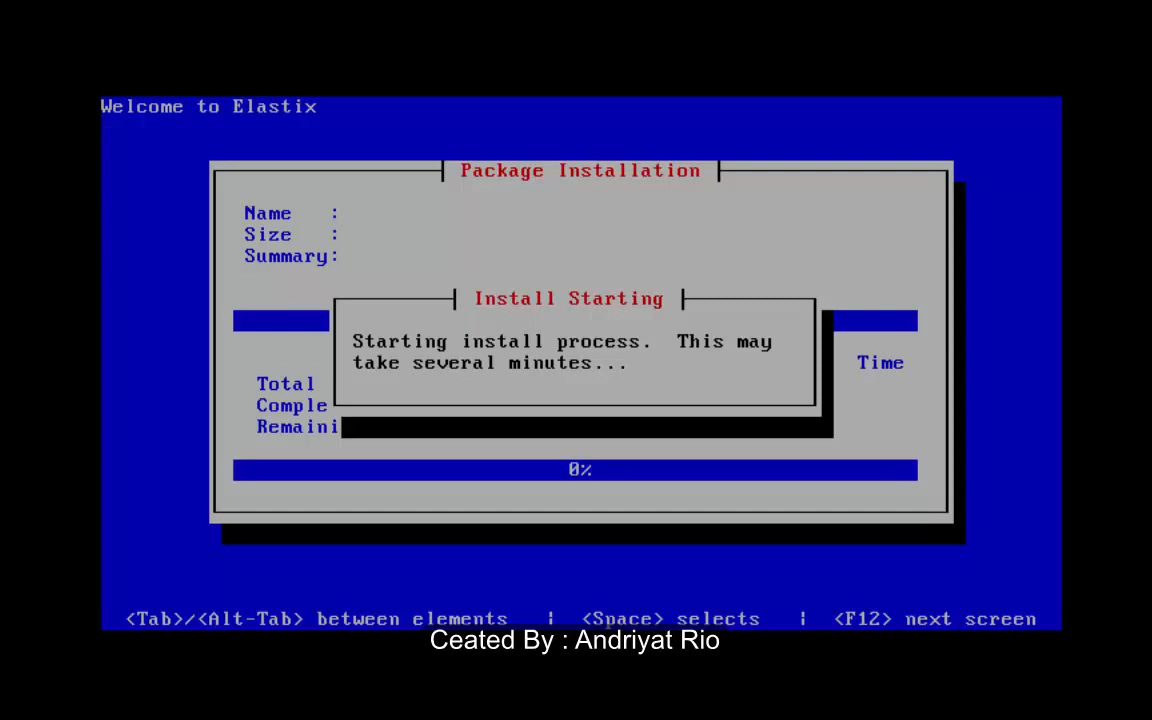 Welcome to Elastix
Package Installation
Name :
Size :
Summary:
Install Starting
Starting install process. This may
take several minutes...
Time
Total
Comple
Remaini
0%
<Tab>/<Alt-Tab> between elements | <Space> selects | <F12> next screen
Ceated By : Andriyat Rio